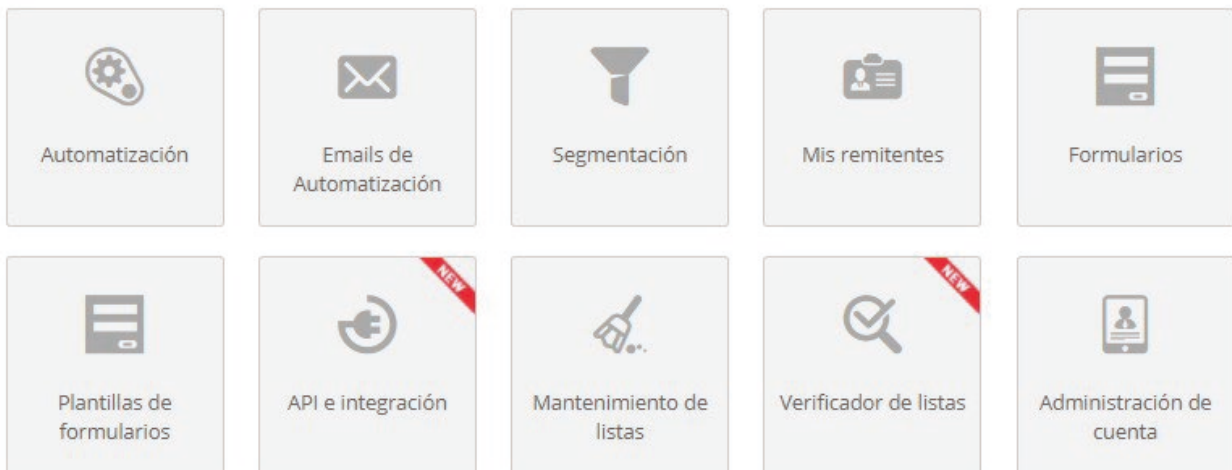 Automatización
Emails de
Automatización
Segmentación
Mis remitentes
Formularios
NEW
NEW
Plantillas de
formularios
API e integración
Mantenimiento de
listas
Verificador de listas
Administración de
cuenta